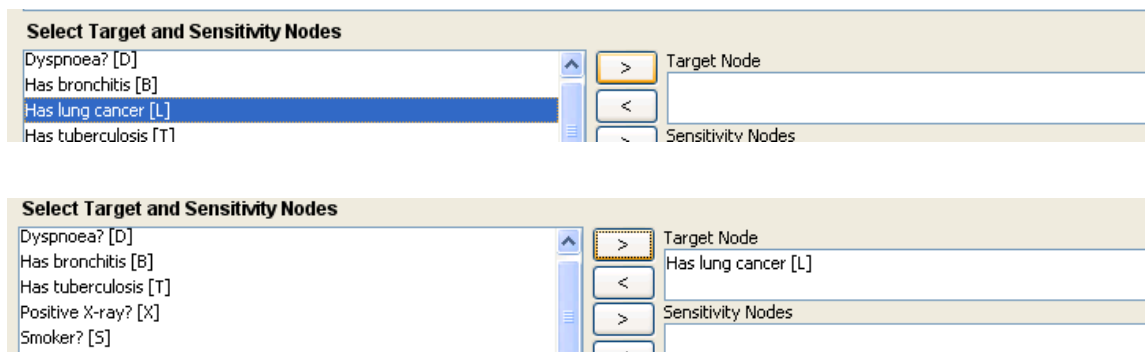 Select Target and Sensitivity Nodes
Dyspnoea? [D]
Has bronchitis [B]
Has lung cancer [L]
Has tuberculosis [T]
>
<
>
Target Node
Sensitivity Nodes
Select Target and Sensitivity Nodes
Dyspnoea? [D]
Has bronchitis [B]
Has tuberculosis [T]
Positive X-ray? [X]
Smoker? [S]
>
<
>
Target Node
Has lung cancer [L]
Sensitivity Nodes